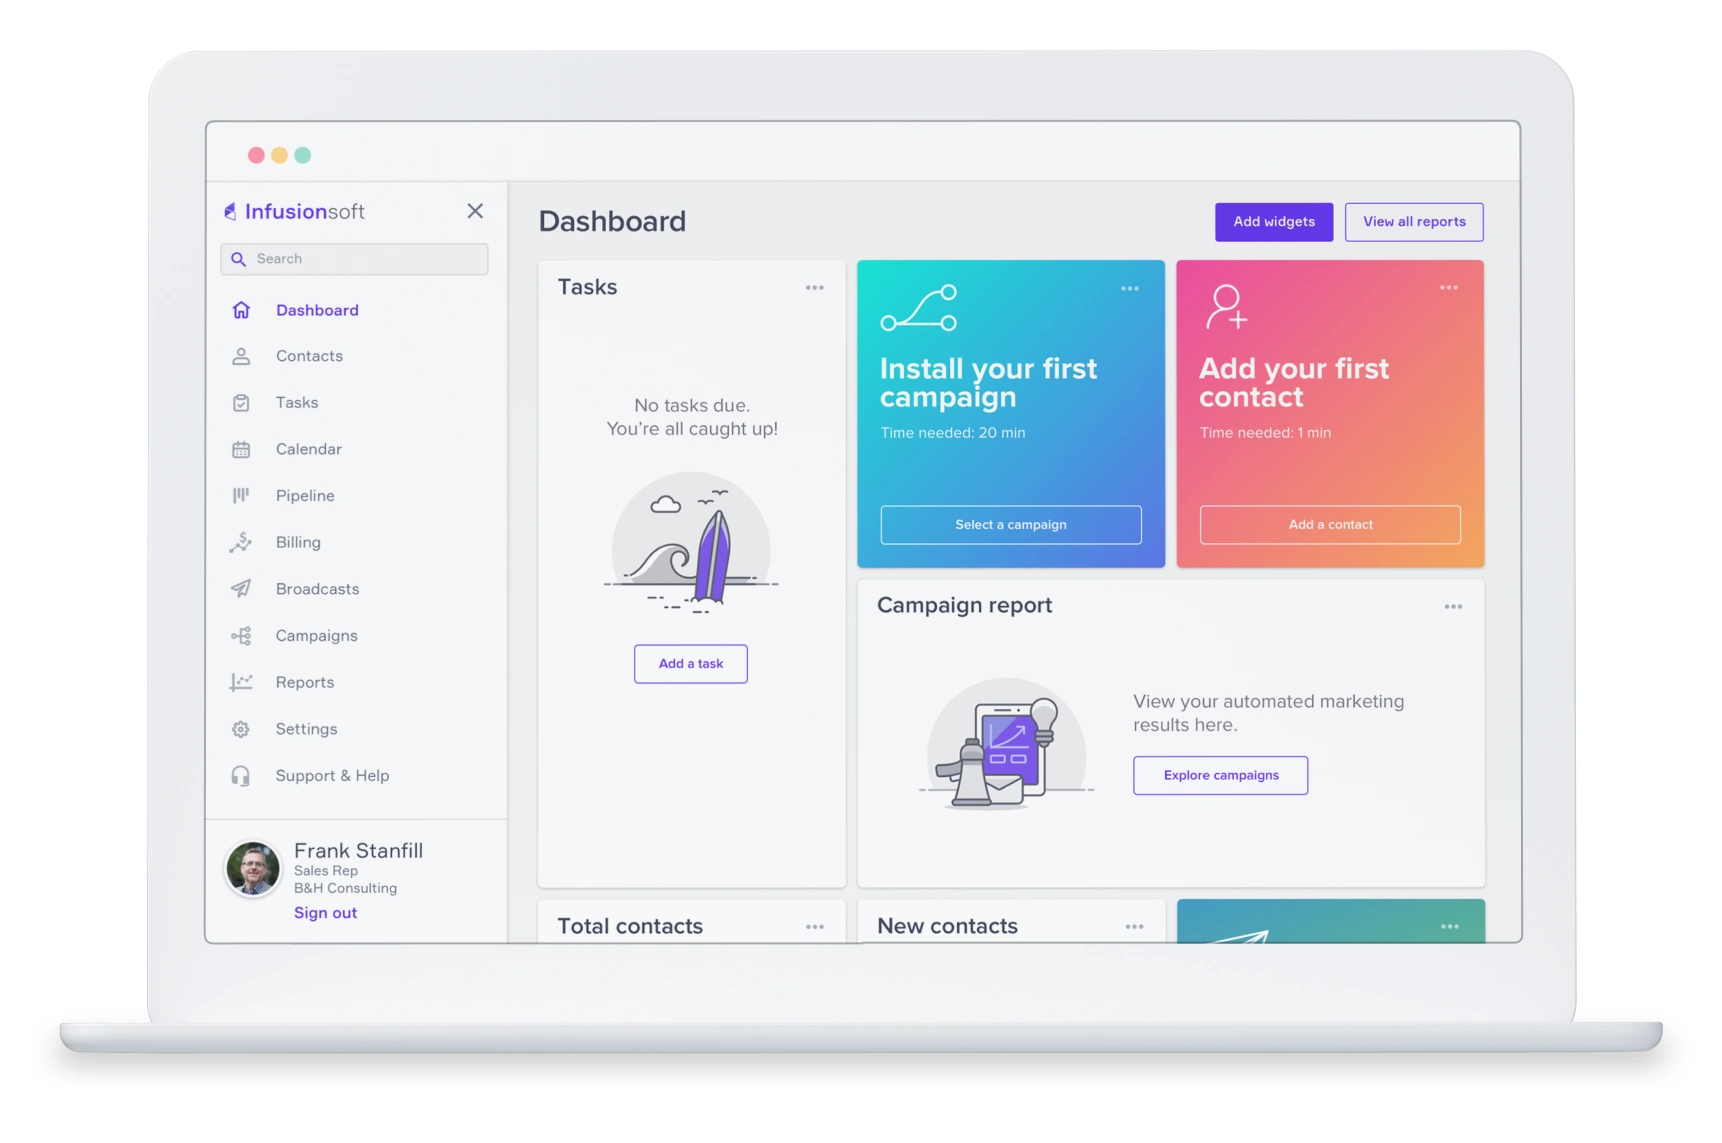 Infusionsoft
Search
Dashboard
Contacts
Tasks
Calendar
Pipeline
Billing
Broadcasts
Campaigns
Reports
Settings
Support & Help
Frank Stanfill
Sales Rep
B&H Consulting
Sign out
Dashboard
Add widgets
View all reports
Tasks
No tasks due.
You're all caught up!
Add a task
Install your first
campaign
Time needed: 20 min
Select a campaign
Add your first
contact
Time needed: 1 min
Add a contact
Campaign report
View your automated marketing
results here.
Explore campaigns
Total contacts
New contacts